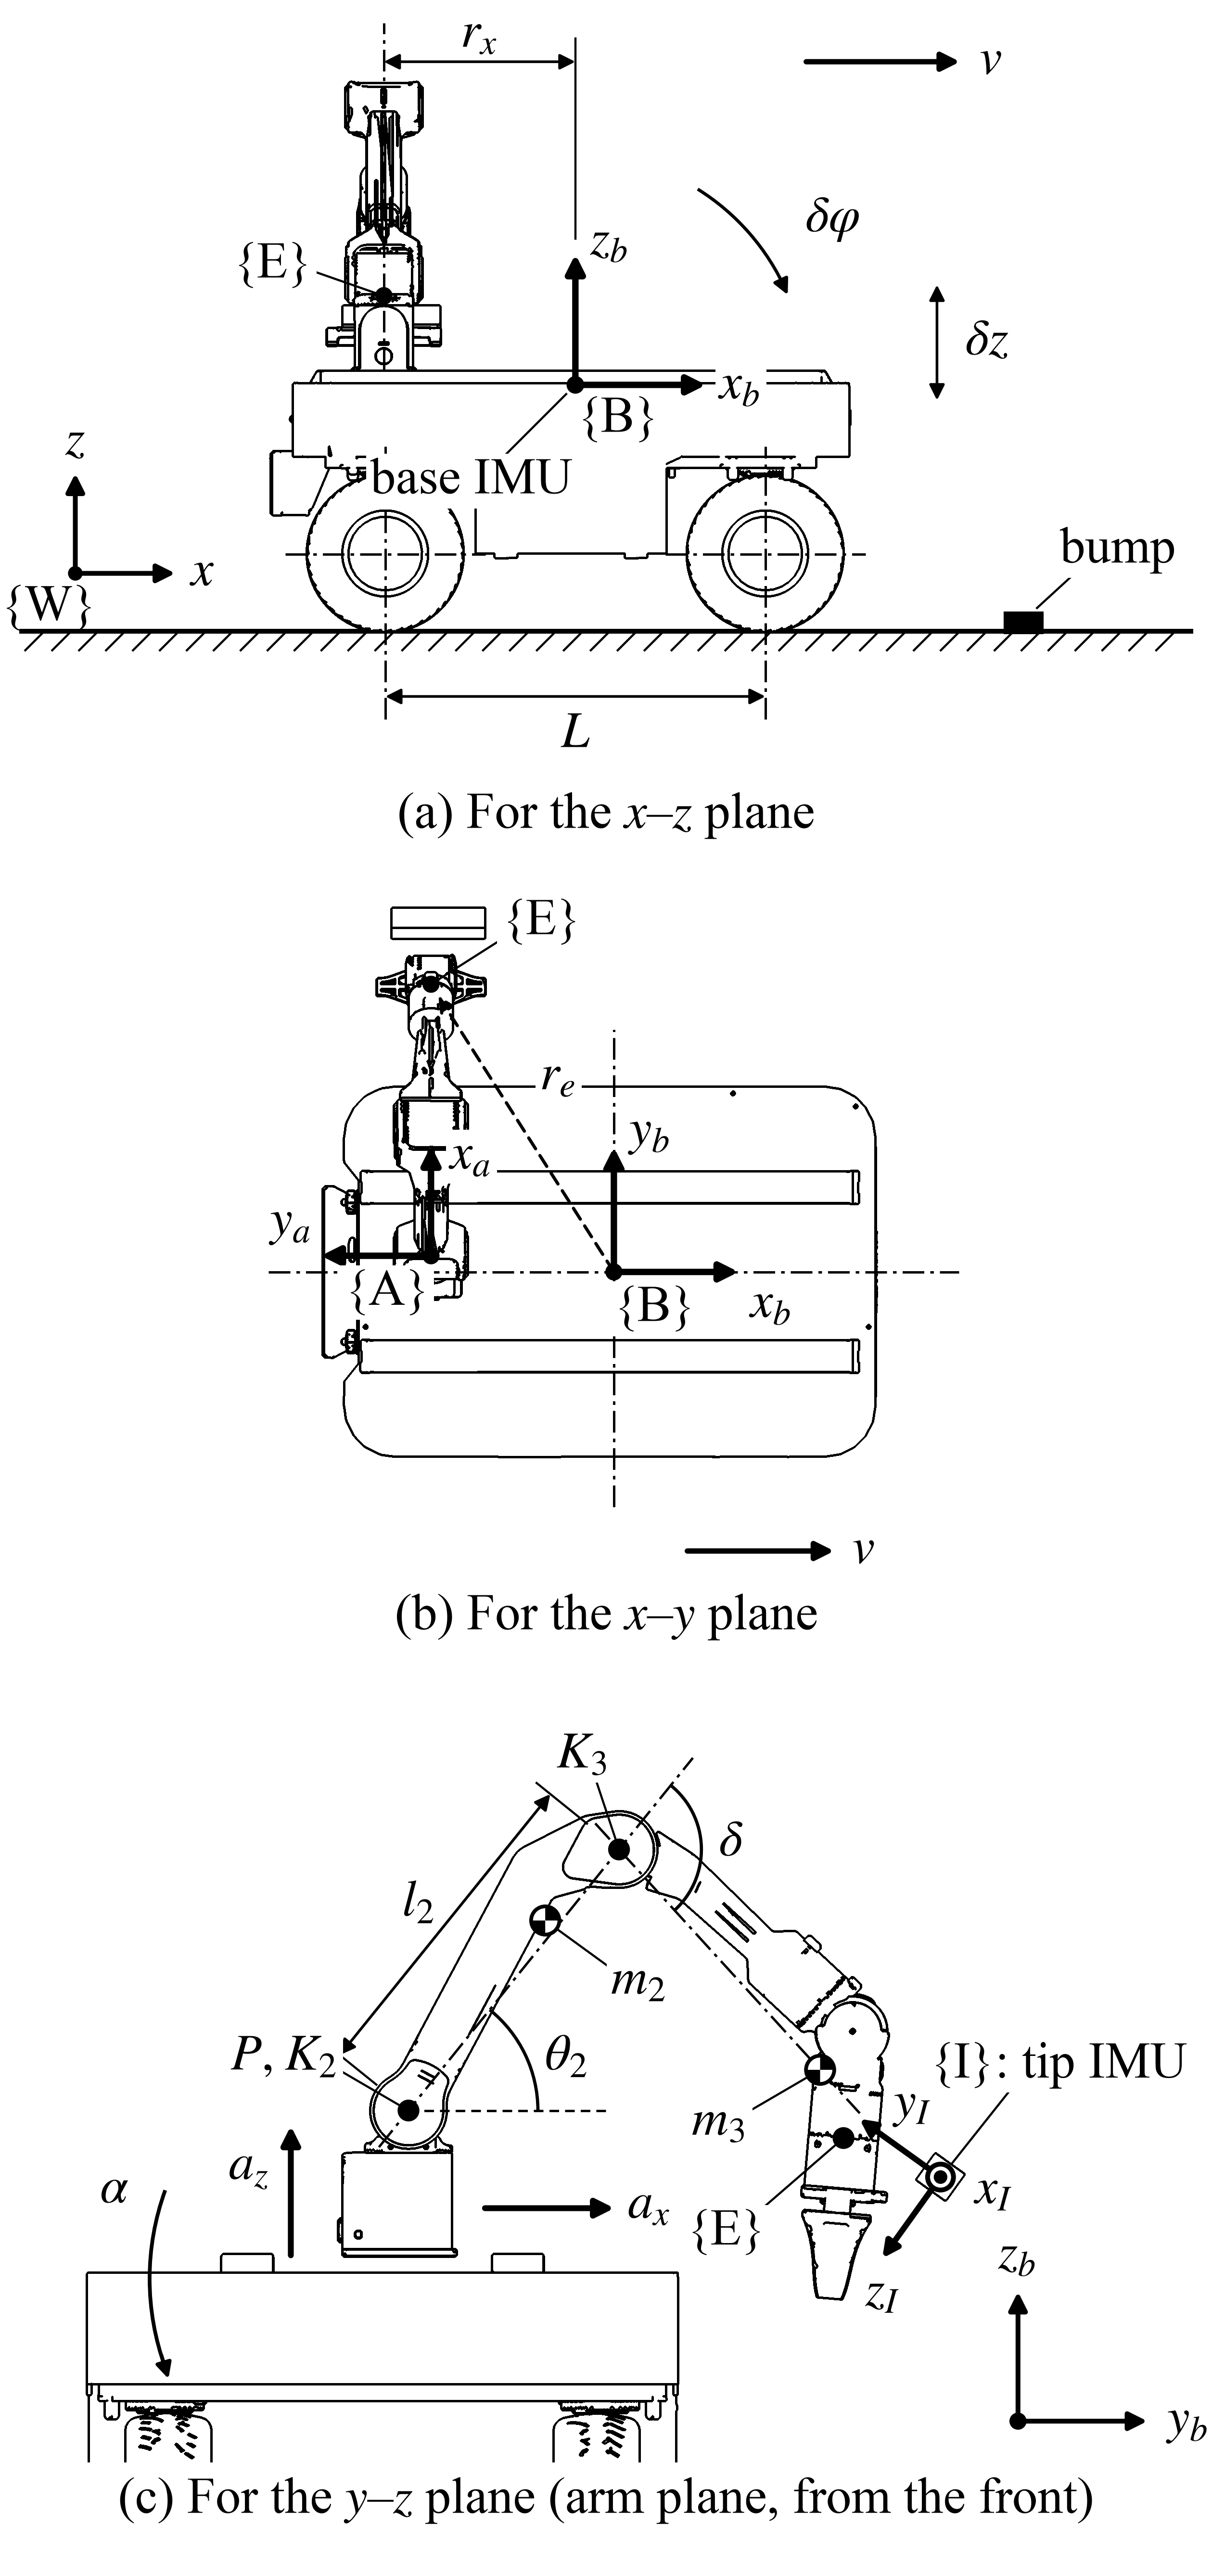 rx
v
δφ
{E}
zb
δz
xb
{B}
z
base IMU
x
bump
{W}
L
(a) For the x–z plane
{E}
re
yb
xa
ya
{A}
{B}
xb
v
(b) For the x–y plane
K3
δ
l2
m2
P, K2
θ2
{I}: tip IMU
yI
m3
az
α
ax
{E}
xI
zb
zI
yb
(c) For the y–z plane (arm plane, from the front)